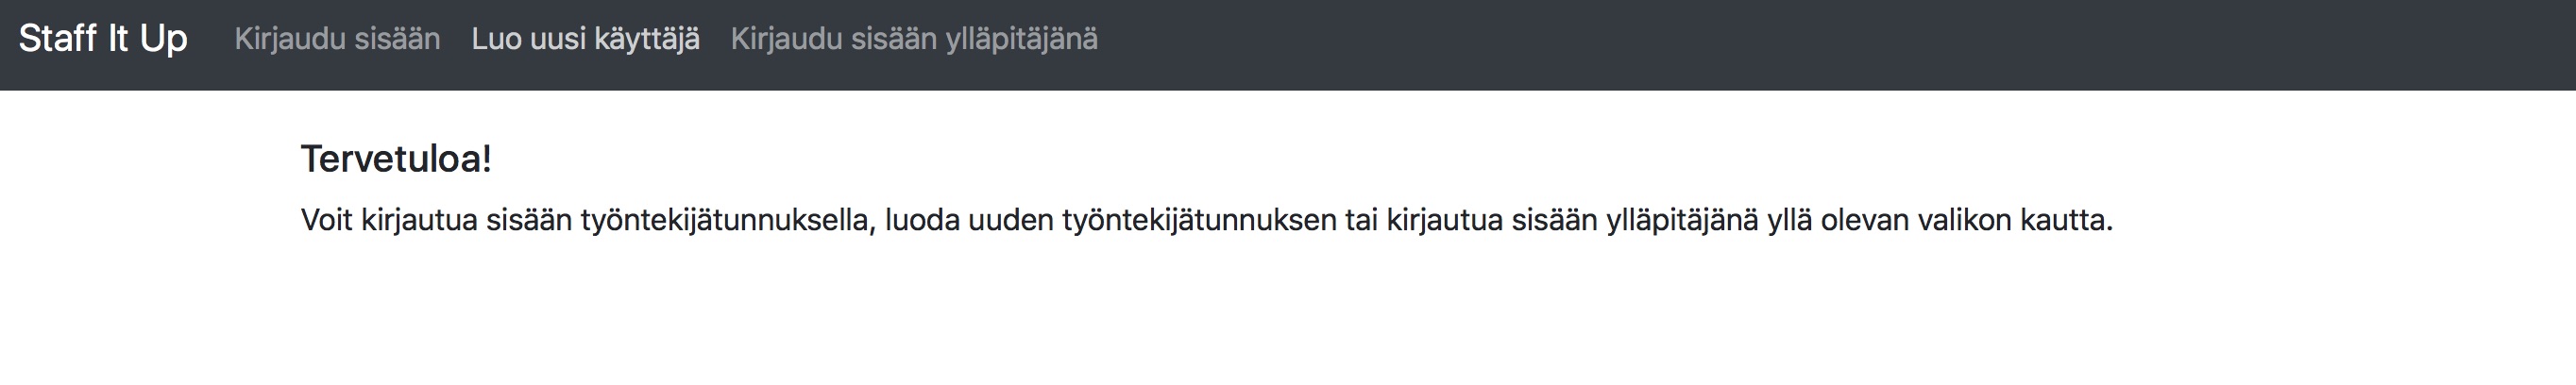 Staff It Up Kirjaudu sisään Luo uusi käyttäjä Kirjaudu sisään ylläpitäjänä
Tervetuloa!
Voit kirjautua sisään työntekijätunnuksella, luoda uuden työntekijätunnuksen tai kirjautua sisään ylläpitäjänä yllä olevan valikon kautta.